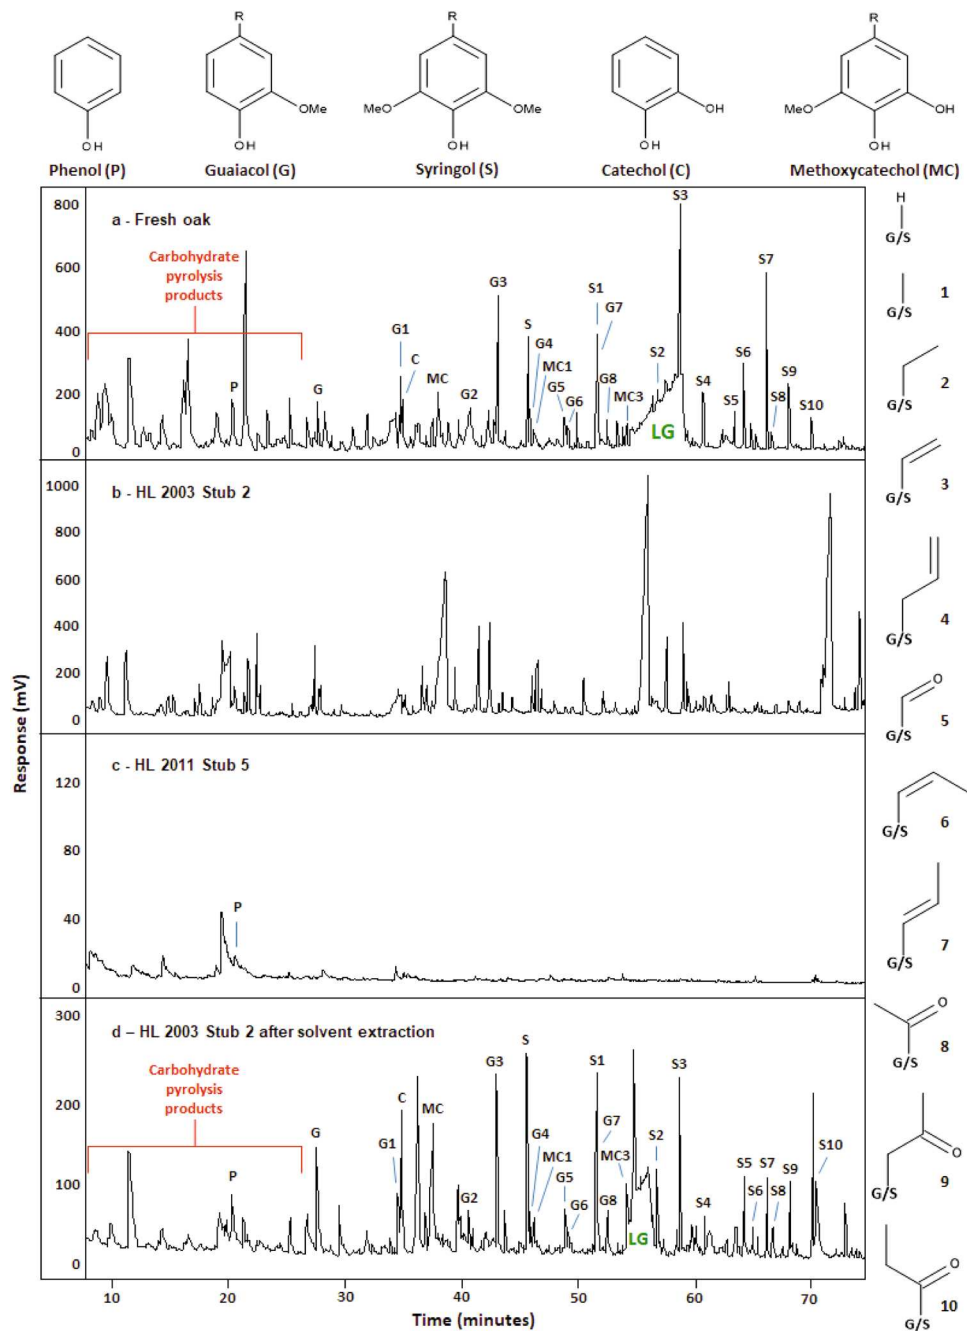 R
R
R
OMe
MeO
OMe
OH
MeO
OH
OH
OH
OH
OH
OH
Phenol (P)
Guaiacol (G)
Syringol (S)
Catechol (C)
Methoxycatechol (MC)
a - Fresh oak
Carbohydrate
pyrolysis
products
800
600
400
200
0
P
G
G1
C
MC
G2
G3
S
G4
MC1
G5
G6
S1
G7
G8
MC3
S2
LG
S3
S4
S5
S6
S7
S8
S9
S10
b - HL 2003 Stub 2
1000
800
600
400
200
0
Response (mV)
c - HL 2011 Stub 5
120
80
40
0
P
d – HL 2003 Stub 2 after solvent extraction
Carbohydrate
pyrolysis
products
300
200
100
0
P
G
G1
C
MC
G2
G3
S
G4
MC1
G5
G6
S1
G7
G8
MC3
LG
S2
S3
S4
S5
S6
S7
S8
S9
S10
10
20
30
40
50
60
70
Time (minutes)
H
G/S
1
G/S
2
G/S
3
G/S
4
G/S
O
5
G/S
6
G/S
7
G/S
O
8
G/S
O
9
G/S
O
10
G/S